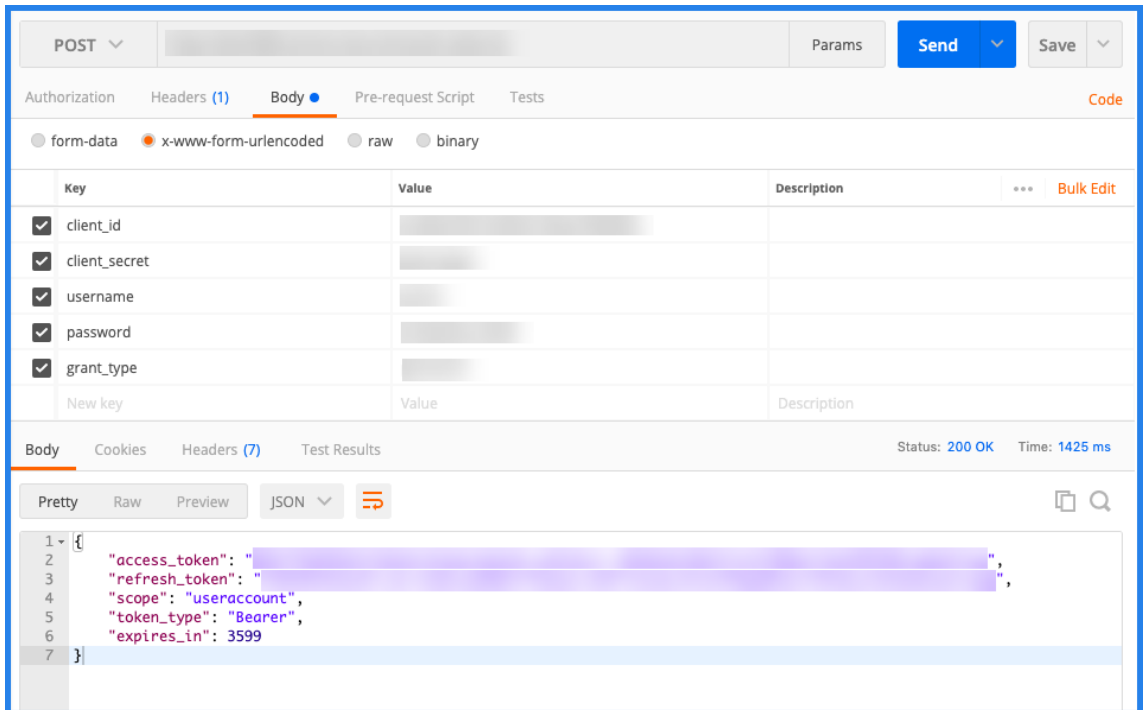 POST Params Send Save
Authorization Headers (1) Body Pre-request Script Tests Code
form-data x-www-form-urlencoded raw binary
Key Value Description ••• Bulk Edit
client_id
client_secret
username
password
grant_type
New key Value Description
Body Cookies Headers (7) Test Results Status: 200 OK Time: 1425 ms
Pretty Raw Preview JSON
1 {
2 "access_token": "",
3 "refresh_token": "",
4 "scope": "useraccount",
5 "token_type": "Bearer",
6 "expires_in": 3599
7 }